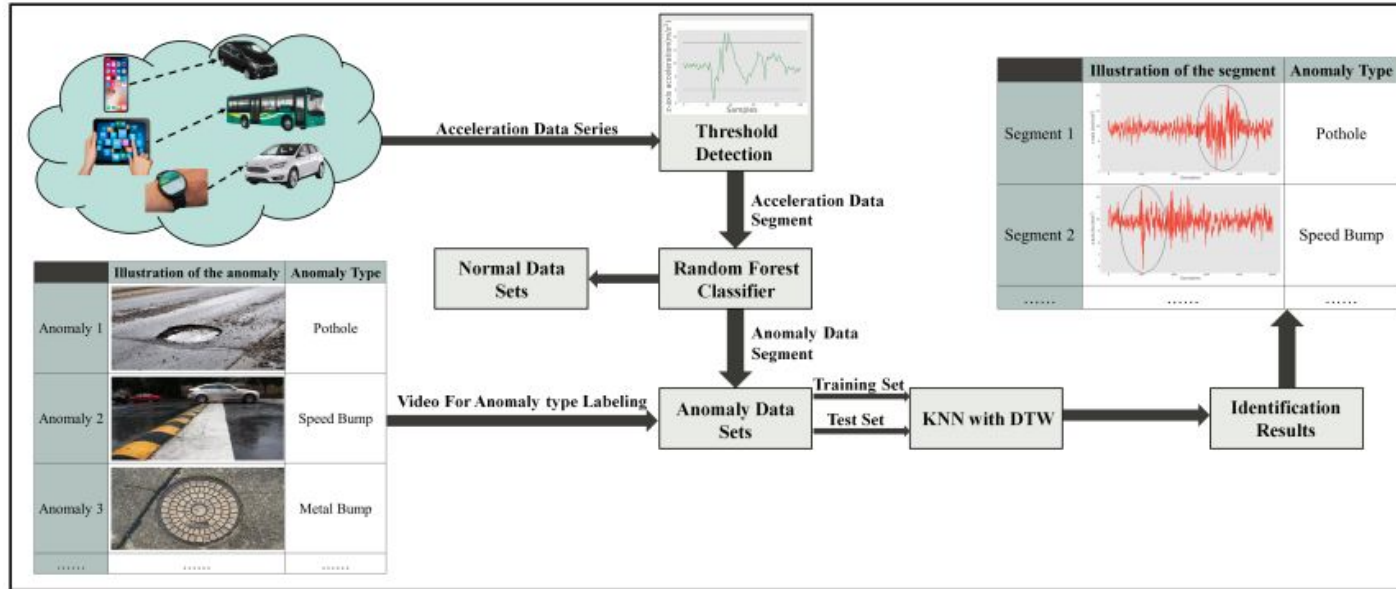 Acceleration Data Series
Samples
Threshold
Detection
Acceleration Data
Segment
Normal Data
Sets
Random Forest
Classifier
Anomaly Data
Segment
Illustration of the anomaly
Anomaly Type
Anomaly 1
Pothole
Anomaly 2
Speed Bump
Anomaly 3
Metal Bump
......
......
......
Video For Anomaly type Labeling
Anomaly Data
Sets
Training Set
Test Set
KNN with DTW
Identification
Results
Illustration of the segment
Anomaly Type
Segment 1
Pothole
Segment 2
Speed Bump
......
......
......